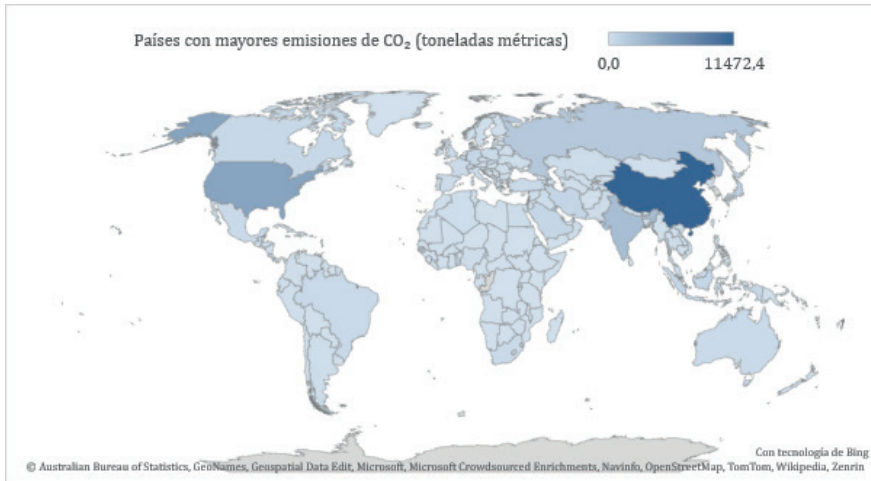 Países con mayores emisiones de CO₂ (toneladas métricas)
0,0
11472,4
Con tecnología de Bing
© Australian Bureau of Statistics, GeoNames, Geospatial Data Edit, Microsoft, Microsoft Crowdsourced Enrichments, Navinfo, OpenStreetMap, TomTom, Wikipedia, Zenrin